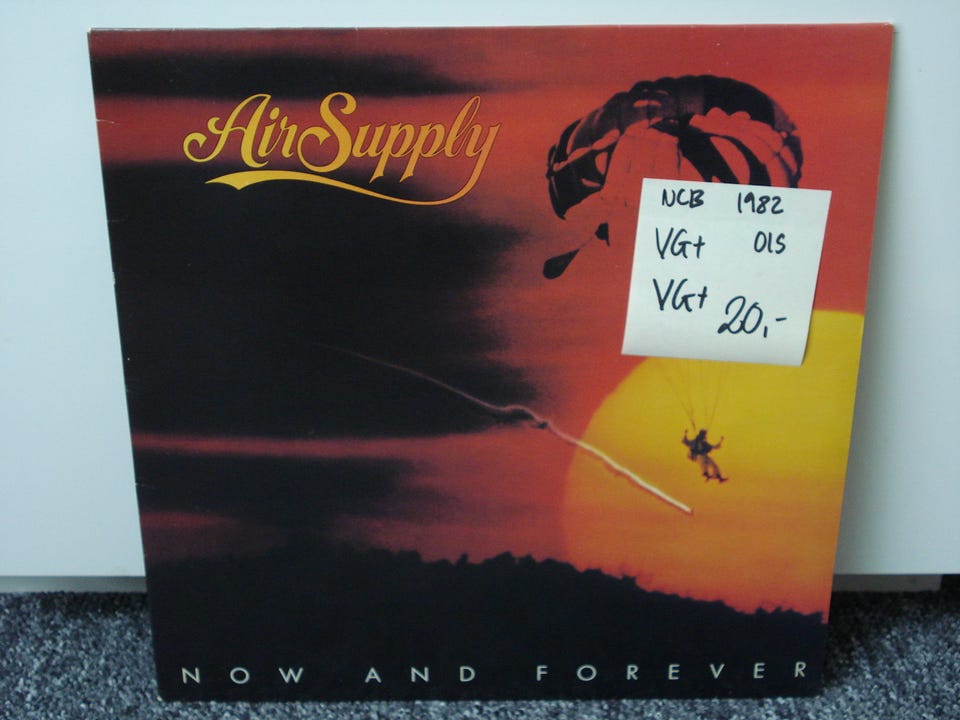 Air Supply
NCB 1982
VG+ OIS
VG+ 20,-
NOW AND FOREVER